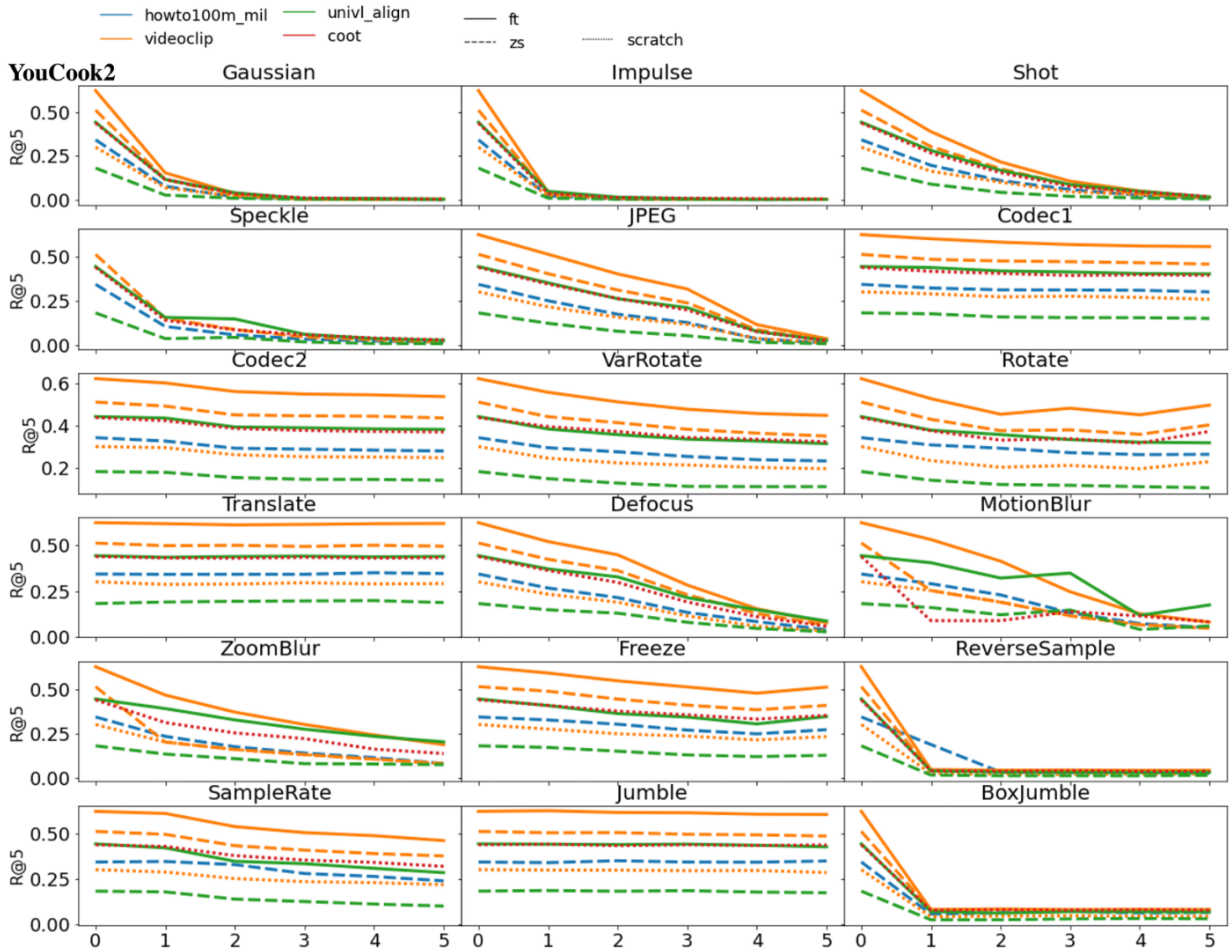 howto100m_mil univl_align ft
videoclip coot zs scratch
YouCook2 Gaussian Impulse Shot
0.50
0.25
0.00
R@5
Speckle JPEG Codec1
0.50
0.25
0.00
R@5
Codec2 VarRotate Rotate
0.6
0.4
0.2
R@5
Translate Defocus MotionBlur
0.50
0.25
0.00
R@5
ZoomBlur Freeze ReverseSample
0.50
0.25
0.00
R@5
SampleRate Jumble BoxJumble
0.50
0.25
0.00
R@5
0 1 2 3 4 5 0 1 2 3 4 5 0 1 2 3 4 5